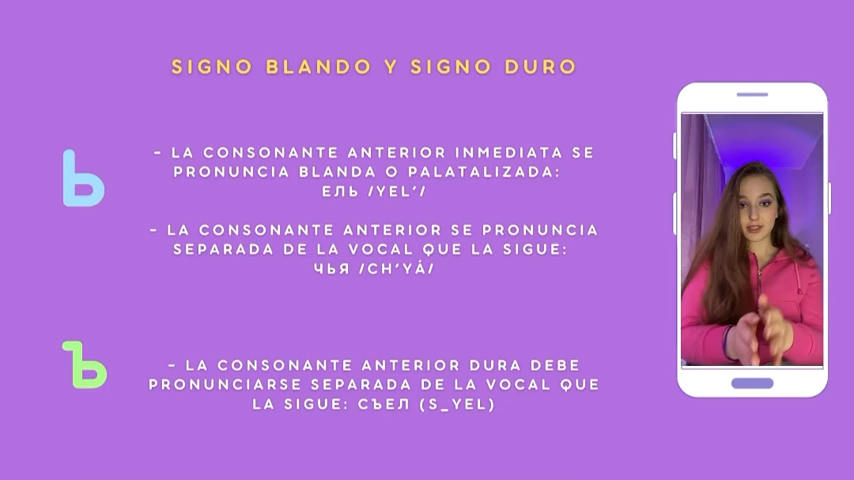 SIGNO BLANDO Y SIGNO DURO
Ь
- LA CONSONANTE ANTERIOR INMEDIATA SE
PRONUNCIA BLANDA O PALATALIZADA:
ЕЛЬ /YEL'/
- LA CONSONANTE ANTERIOR SE PRONUNCIA
SEPARADA DE LA VOCAL QUE LA SIGUE:
ЧЬЯ /CH'YÁ/
Ъ
- LA CONSONANTE ANTERIOR DURA DEBE
PRONUNCIARSE SEPARADA DE LA VOCAL QUE
LA SIGUE: СЪЕЛ (S_YEL)